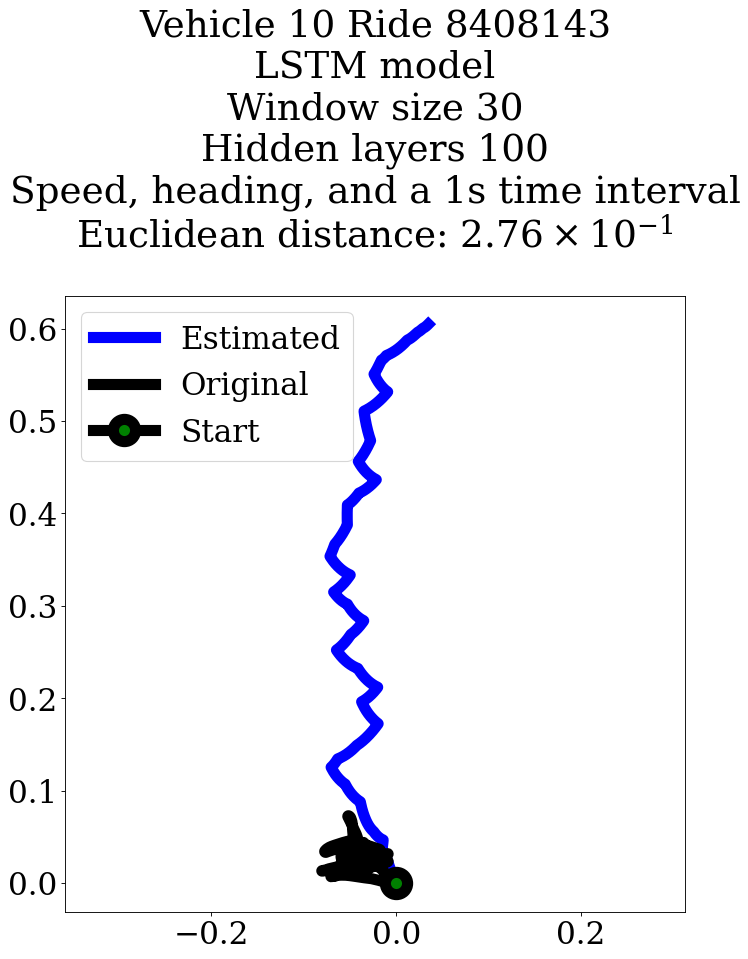 Vehicle 10 Ride 8408143
LSTM model
Window size 30
Hidden layers 100
Speed, heading, and a 1s time interval
Euclidean distance: 2.76 × 10⁻¹
Estimated
Original
Start
0.6
0.5
0.4
0.3
0.2
0.1
0.0
−0.2 0.0 0.2